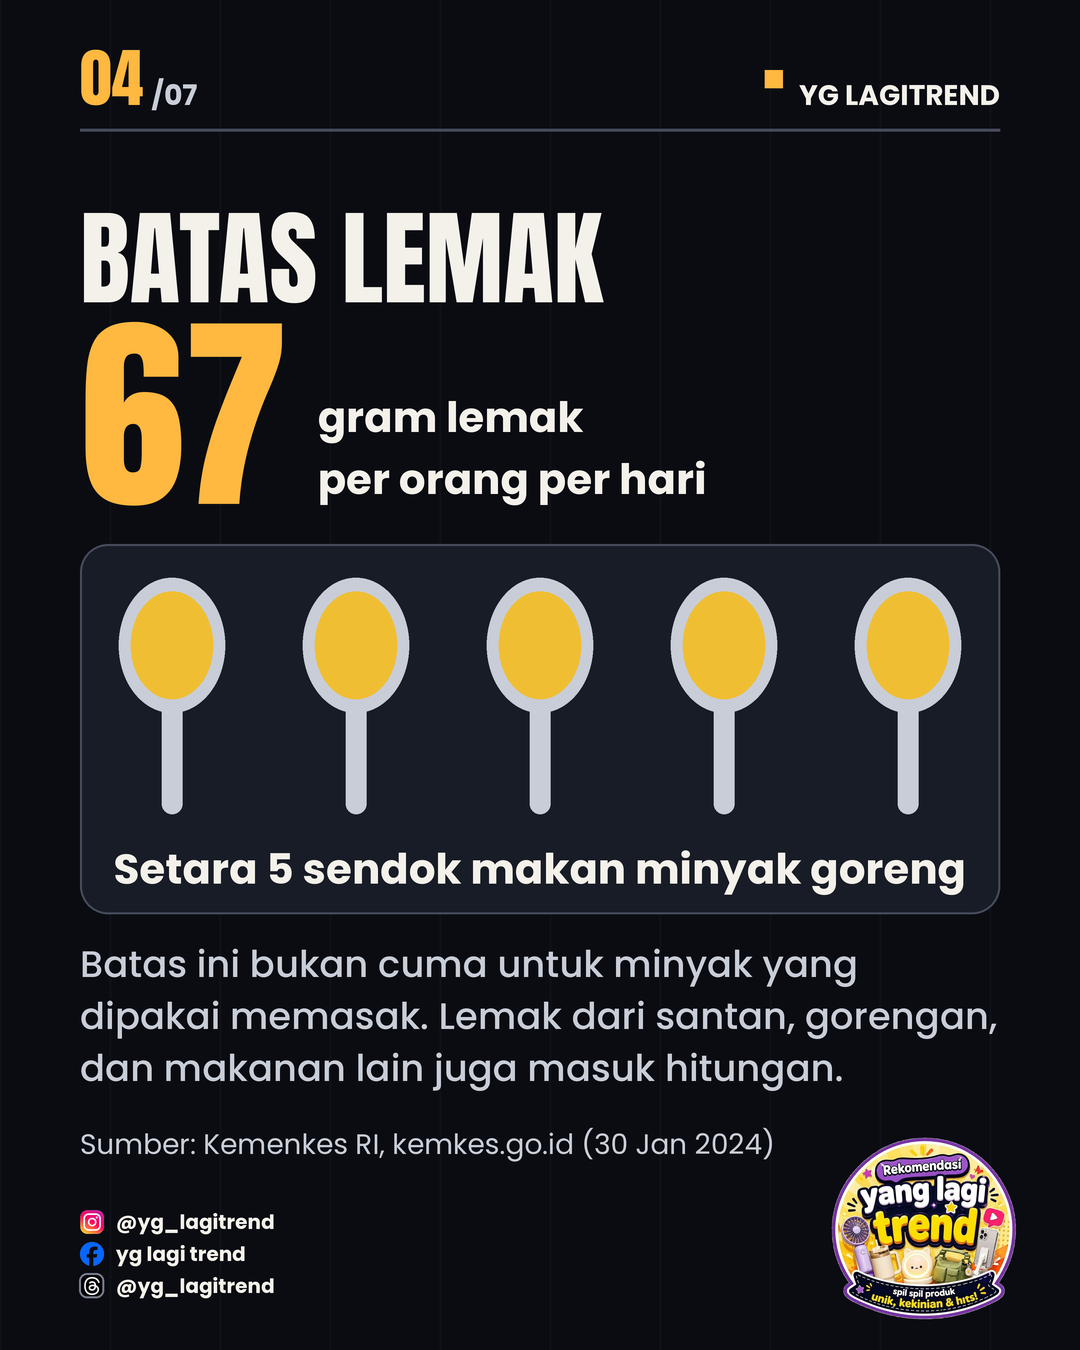 04 /07
YG LAGITREND
BATAS LEMAK
67
gram lemak
per orang per hari
Setara 5 sendok makan minyak goreng
Batas ini bukan cuma untuk minyak yang
dipakai memasak. Lemak dari santan, gorengan,
dan makanan lain juga masuk hitungan.
Sumber: Kemenkes RI, kemkes.go.id (30 Jan 2024)
@yg_lagitrend
yg lagi trend
@yg_lagitrend
Rekomendasi
yang lagi
trend
spil spil produk
unik, kekinian & hits!